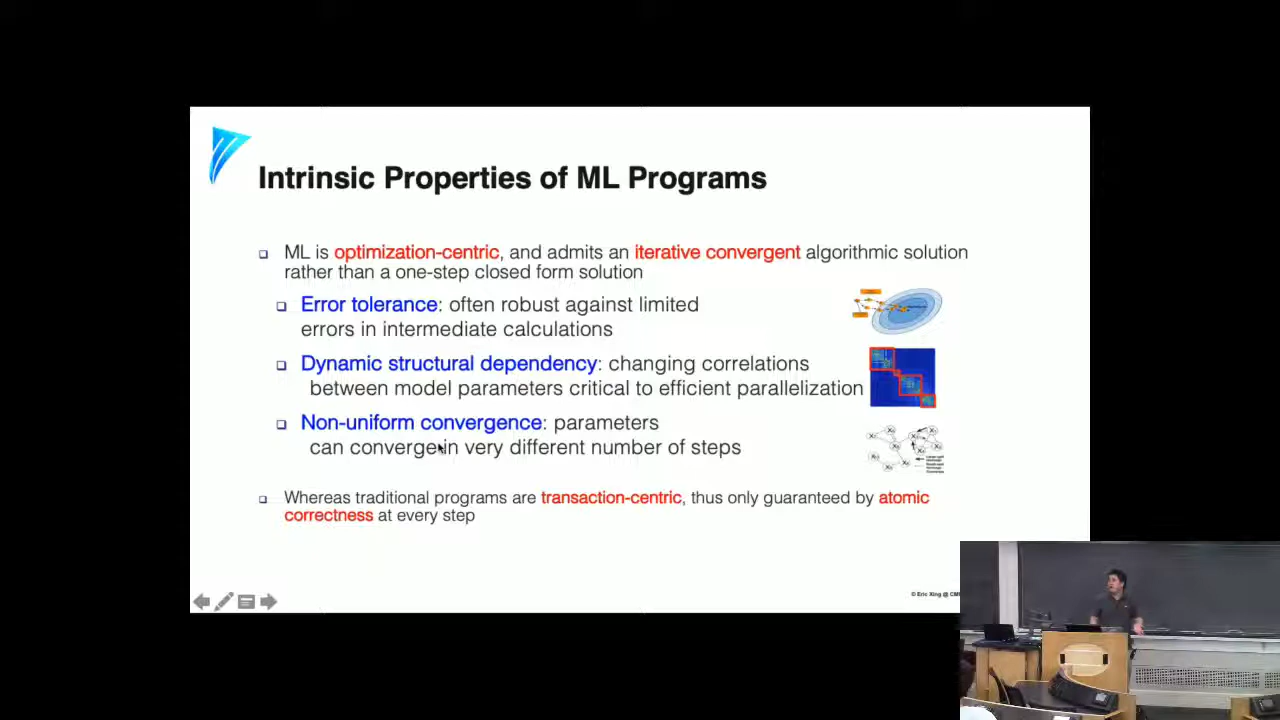 Intrinsic Properties of ML Programs
ML is optimization-centric, and admits an iterative convergent algorithmic solution
rather than a one-step closed form solution
Error tolerance: often robust against limited
errors in intermediate calculations
Dynamic structural dependency: changing correlations
between model parameters critical to efficient parallelization
Non-uniform convergence: parameters
can converge in very different number of steps
Whereas traditional programs are transaction-centric, thus only guaranteed by atomic
correctness at every step
© Eric Xing @ CM